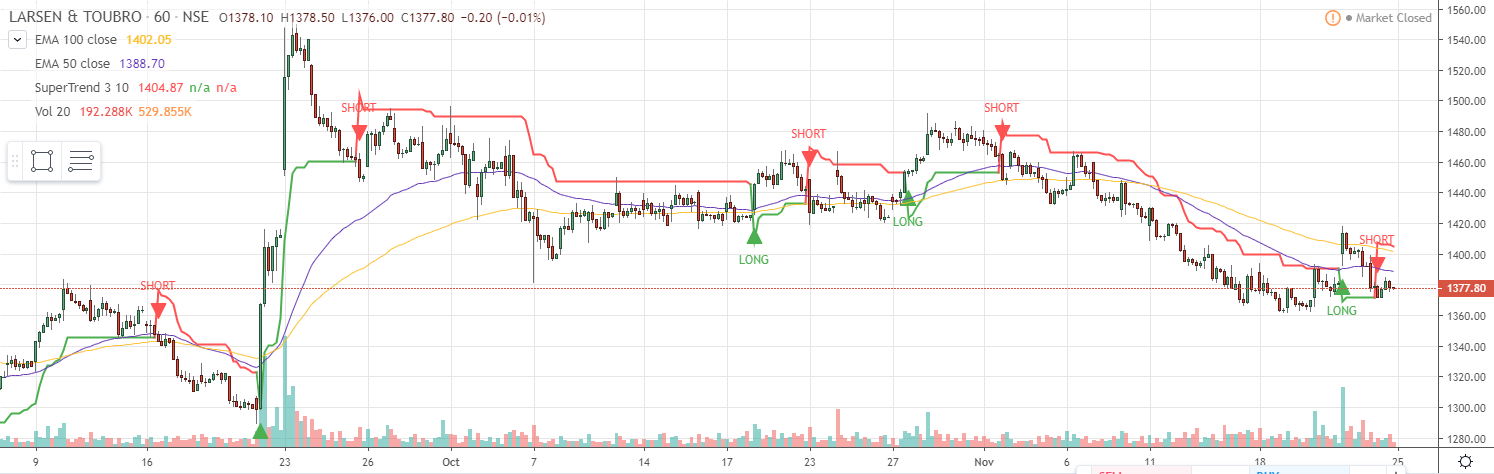 LARSEN & TOUBRO · 60 · NSE O1378.10 H1378.50 L1376.00 C1377.80 −0.20 (−0.01%)
Market Closed
EMA 100 close 1402.05
EMA 50 close 1388.70
SuperTrend 3 10 1404.87 n/a n/a
Vol 20 192.288K 529.855K
1560.00
1540.00
1520.00
1500.00
1480.00
1460.00
1440.00
1420.00
1400.00
1377.80
1360.00
1340.00
1320.00
1300.00
1280.00
SHORT
SHORT
LONG
SHORT
LONG
SHORT
LONG
SHORT
9 16 23 26 Oct 7 14 21 23 27 Nov 6 11 18 25
SELL BUY